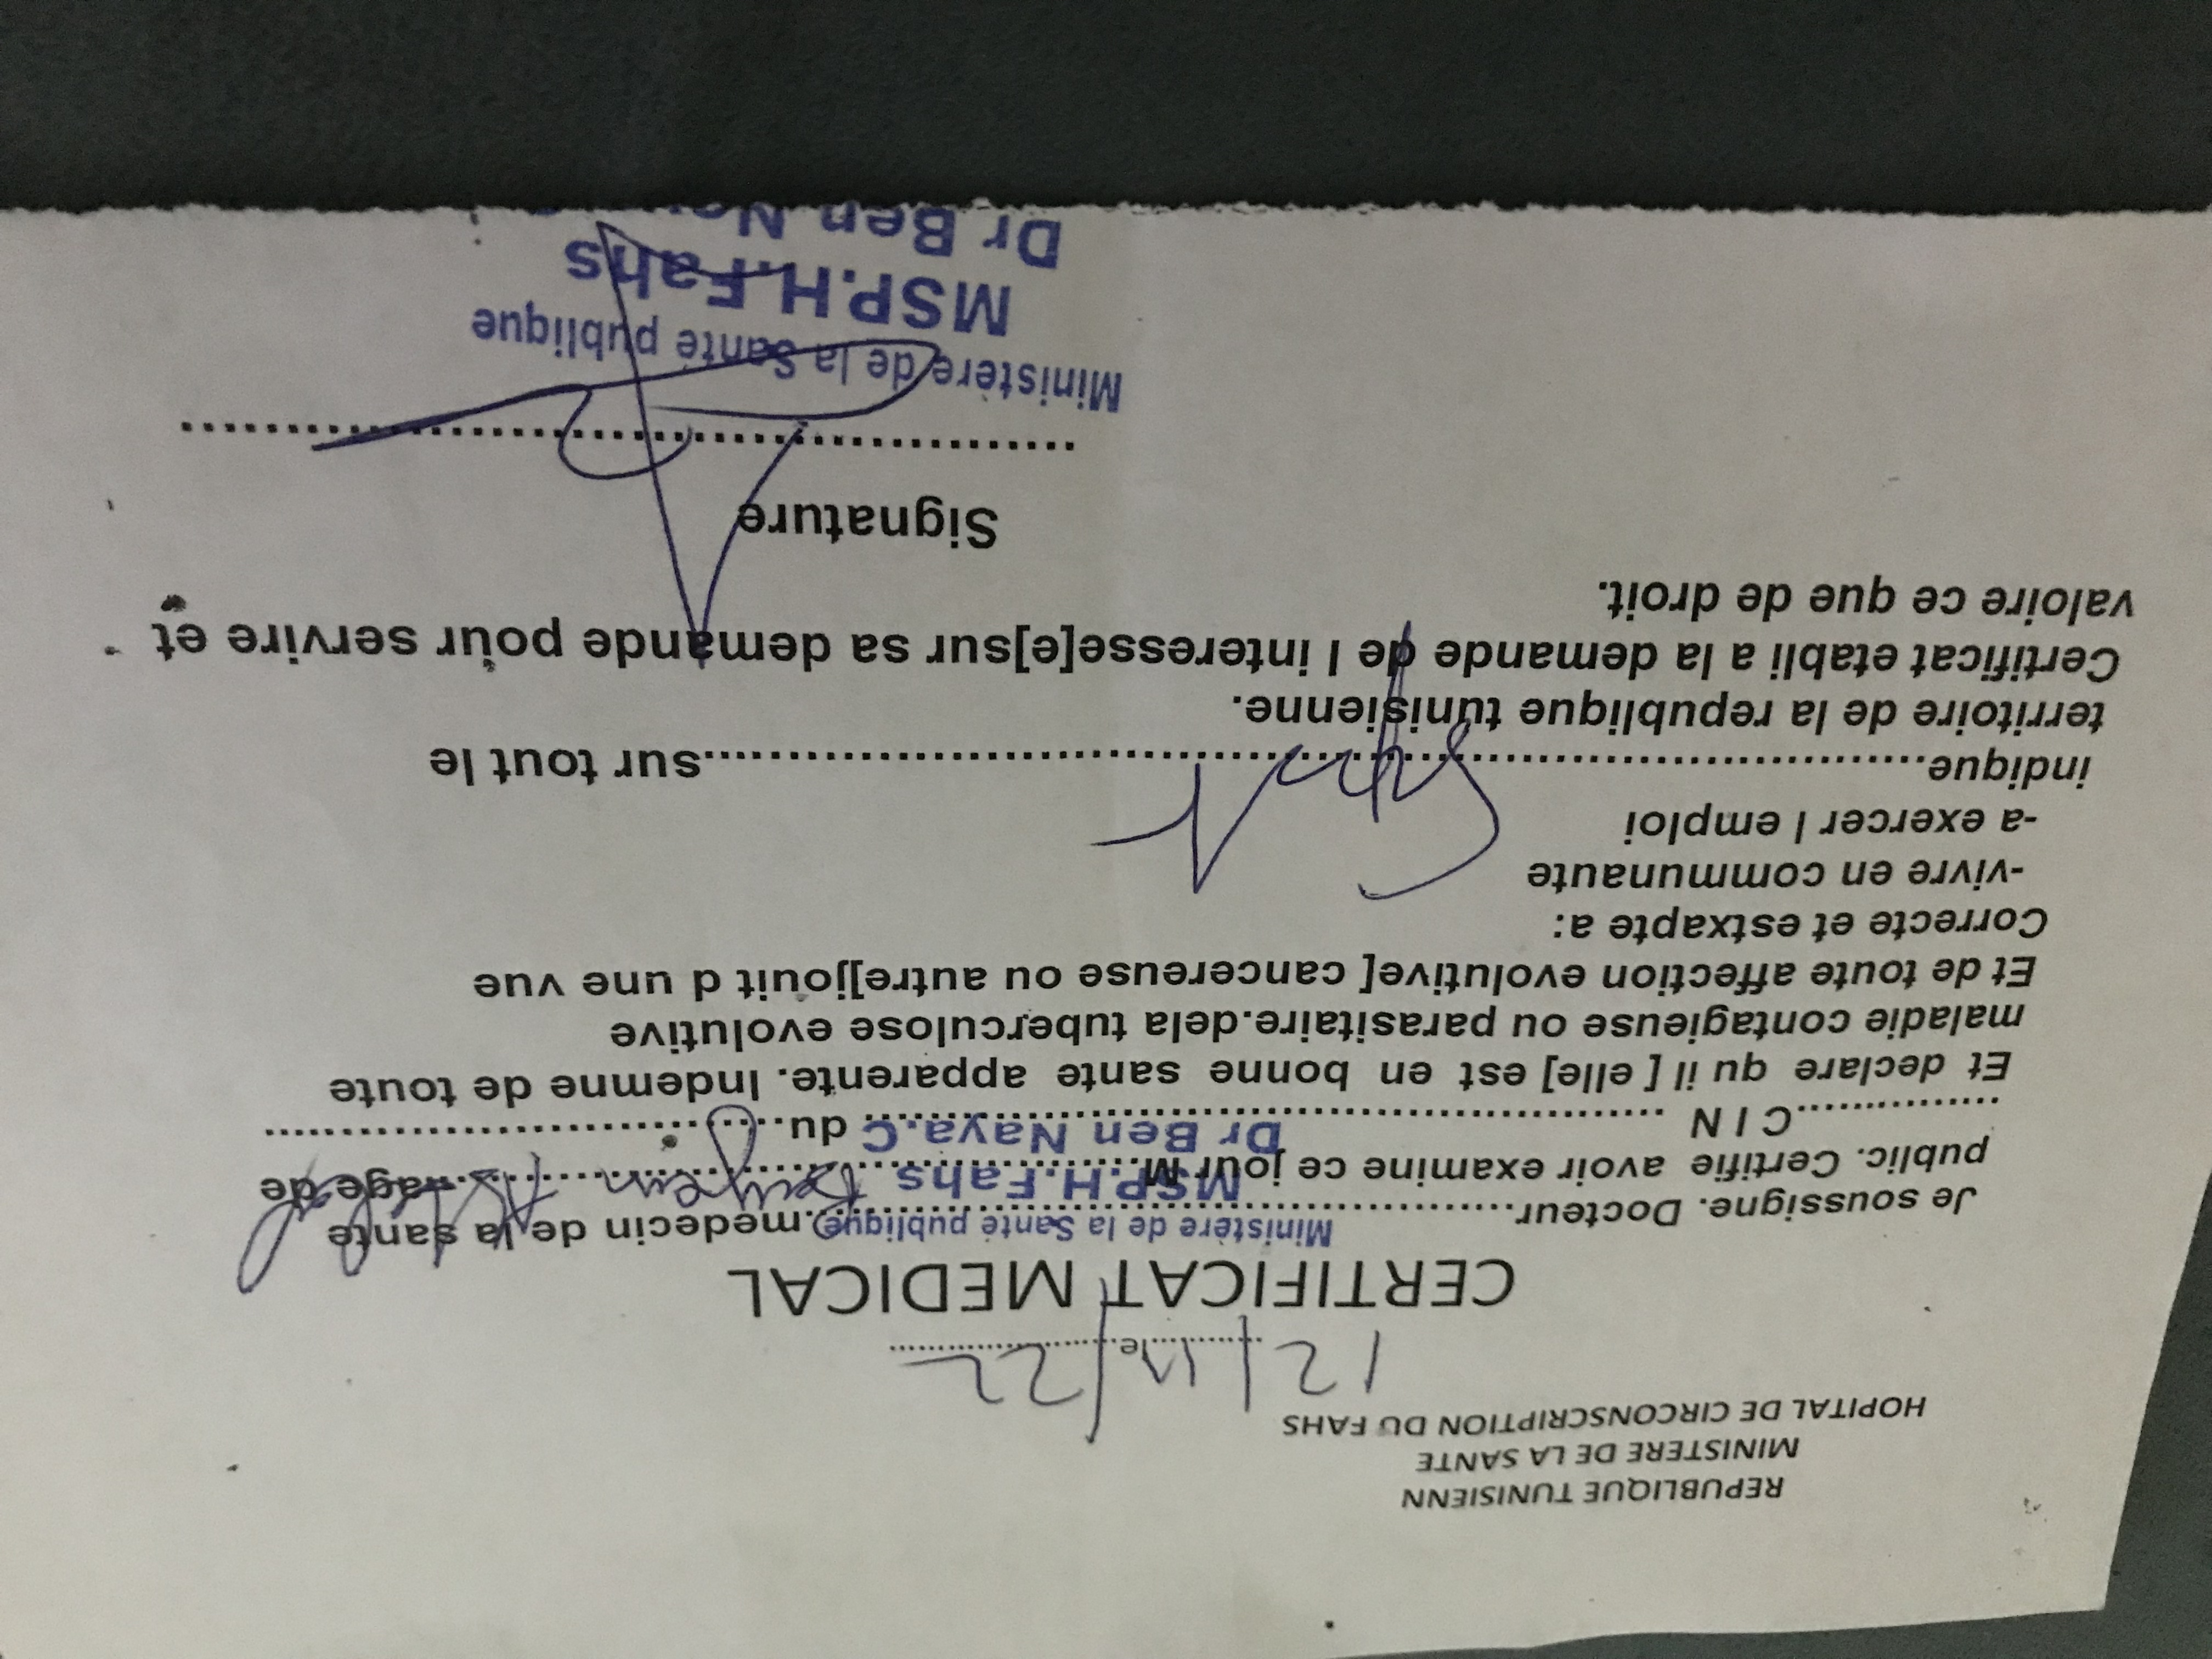 REPUBLIQUE TUNISIENN
MINISTERE DE LA SANTE
HOPITAL DE CIRCONSCRIPTION DU FAHS
12/11/22
..............le....................
CERTIFICAT MEDICAL
Ministère de la Santé publique
Je soussigne. Docteur..........................................medecin de la sante
MSP.H.Fahs
public. Certifie avoir examine ce jour M..........................................nage de
Dr Ben Naya.C
...............C I N ........................................... du...................................
Et declare qu il [ elle] est en bonne sante apparente. Indemne de toute
maladie contagieuse ou parasitaire.dela tuberculose evolutive
Et de toute affection evolutive[ cancereuse ou autre]jouit d une vue
Correcte et estxapte a:
-vivre en communaute
-a exercer l emploi
indique..........................................................................sur tout le
territoire de la republique tunisienne.
Certificat etabli a la demande de l interesse[e]sur sa demande pour servire et
valoire ce que de droit.
Signature
..........................................
Ministère de la Santé publique
MSP.H.Fahs
Dr Ben